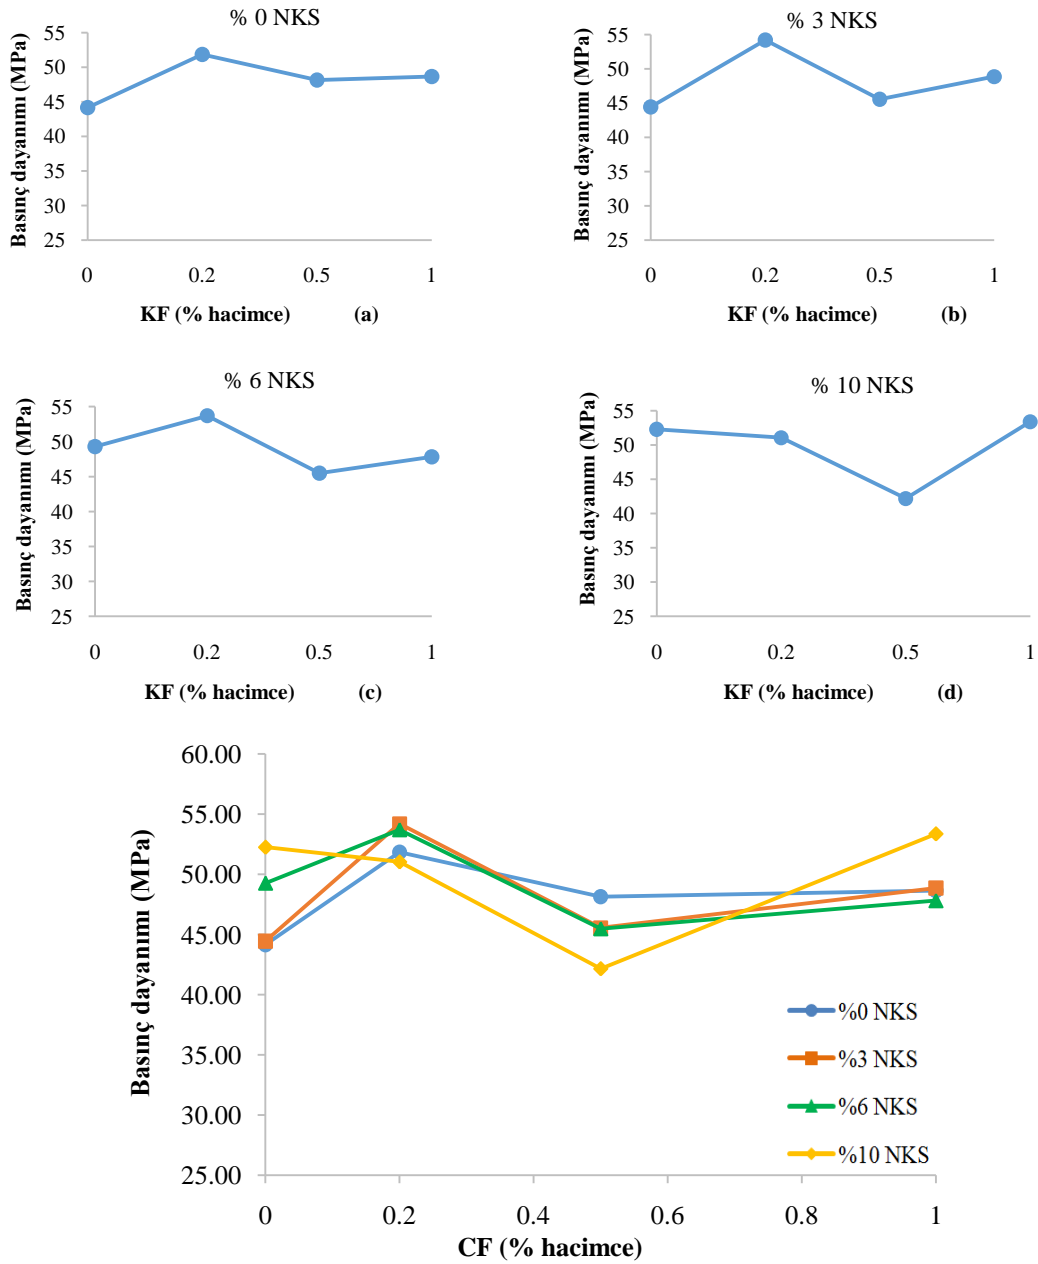 % 0 NKS
Basınç dayanımı (MPa)
55
50
45
40
35
30
25
0 0.2 0.5 1
KF (% hacimce) (a)
% 3 NKS
Basınç dayanımı (MPa)
55
50
45
40
35
30
25
0 0.2 0.5 1
KF (% hacimce) (b)
% 6 NKS
Basınç dayanımı (MPa)
55
50
45
40
35
30
25
0 0.2 0.5 1
KF (% hacimce) (c)
% 10 NKS
Basınç dayanımı (MPa)
55
50
45
40
35
30
25
0 0.2 0.5 1
KF (% hacimce) (d)
Basınç dayanımı (MPa)
60.00
55.00
50.00
45.00
40.00
35.00
30.00
25.00
%0 NKS
%3 NKS
%6 NKS
%10 NKS
0 0.2 0.4 0.6 0.8 1
CF (% hacimce)